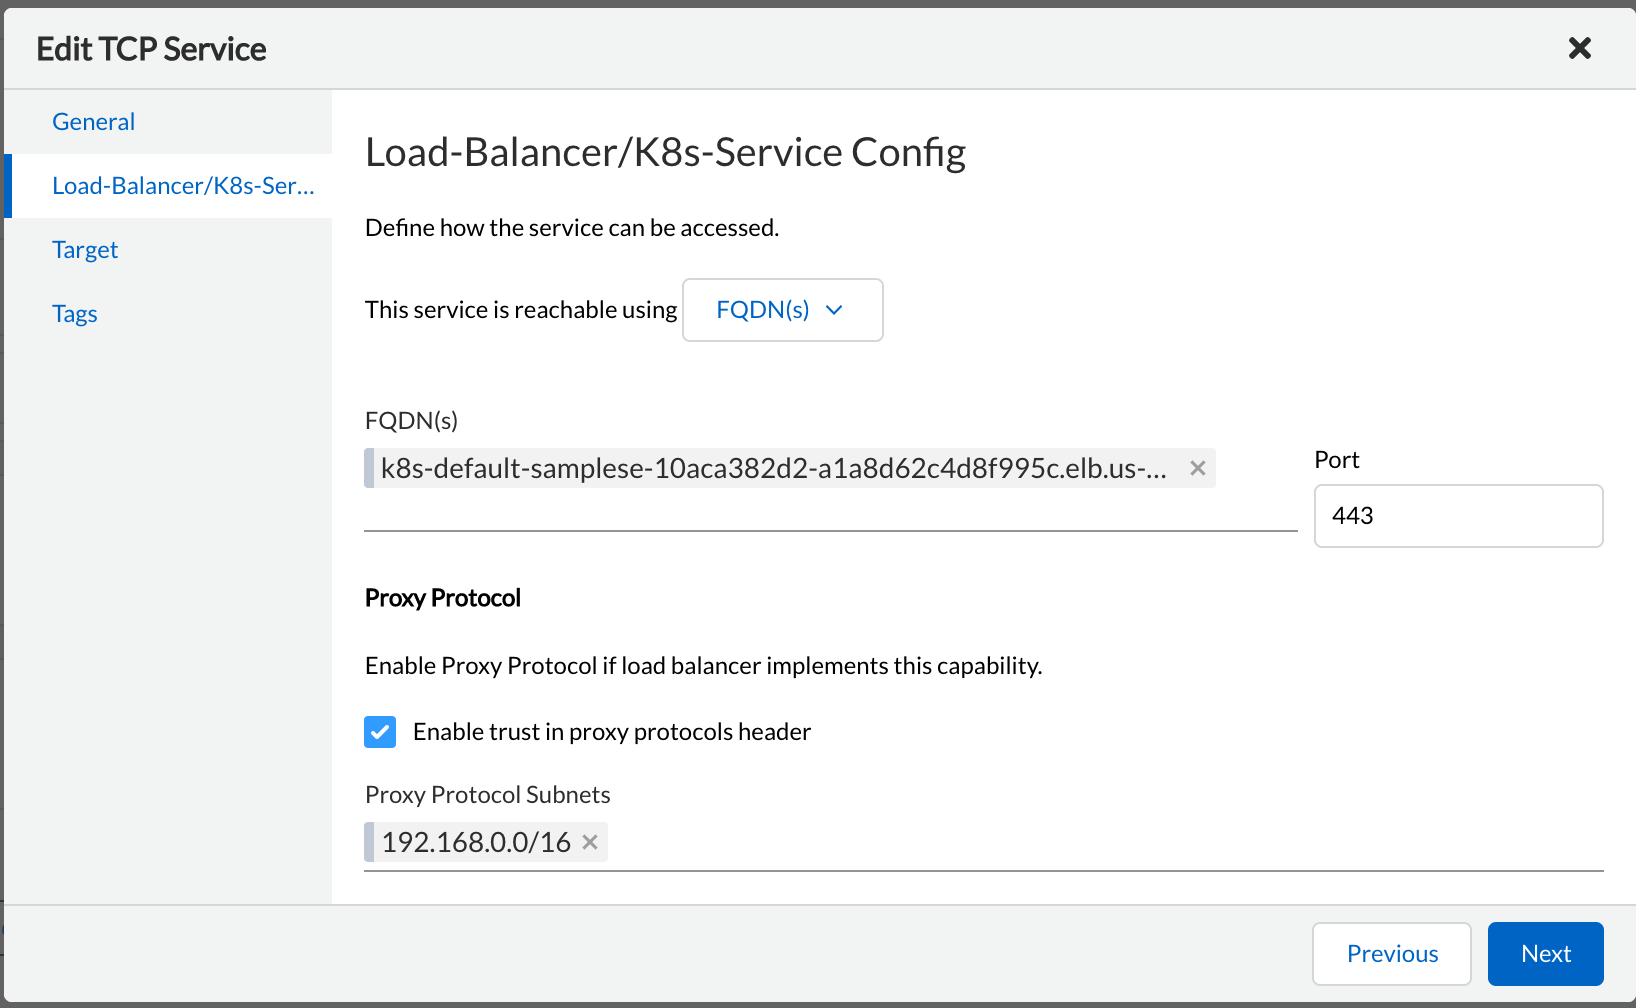 Edit TCP Service
General
Load-Balancer/K8s-Ser...
Target
Tags
Load-Balancer/K8s-Service Config
Define how the service can be accessed.
This service is reachable using FQDN(s)
FQDN(s)
k8s-default-samplese-10aca382d2-a1a8d62c4d8f995c.elb.us-...
Port
443
Proxy Protocol
Enable Proxy Protocol if load balancer implements this capability.
Enable trust in proxy protocols header
Proxy Protocol Subnets
192.168.0.0/16
Previous
Next